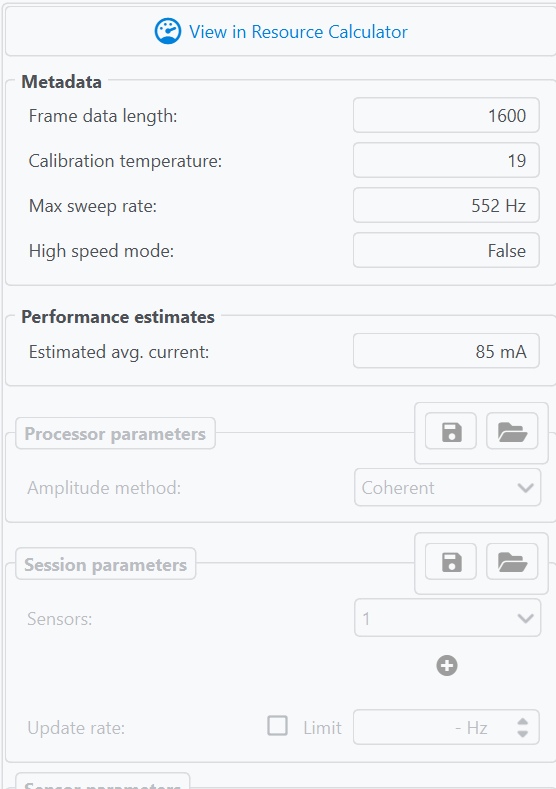 View in Resource Calculator
Metadata
Frame data length: 1600
Calibration temperature: 19
Max sweep rate: 552 Hz
High speed mode: False
Performance estimates
Estimated avg. current: 85 mA
Processor parameters
Amplitude method: Coherent
Session parameters
Sensors: 1
Update rate: Limit - Hz
Sensor parameters